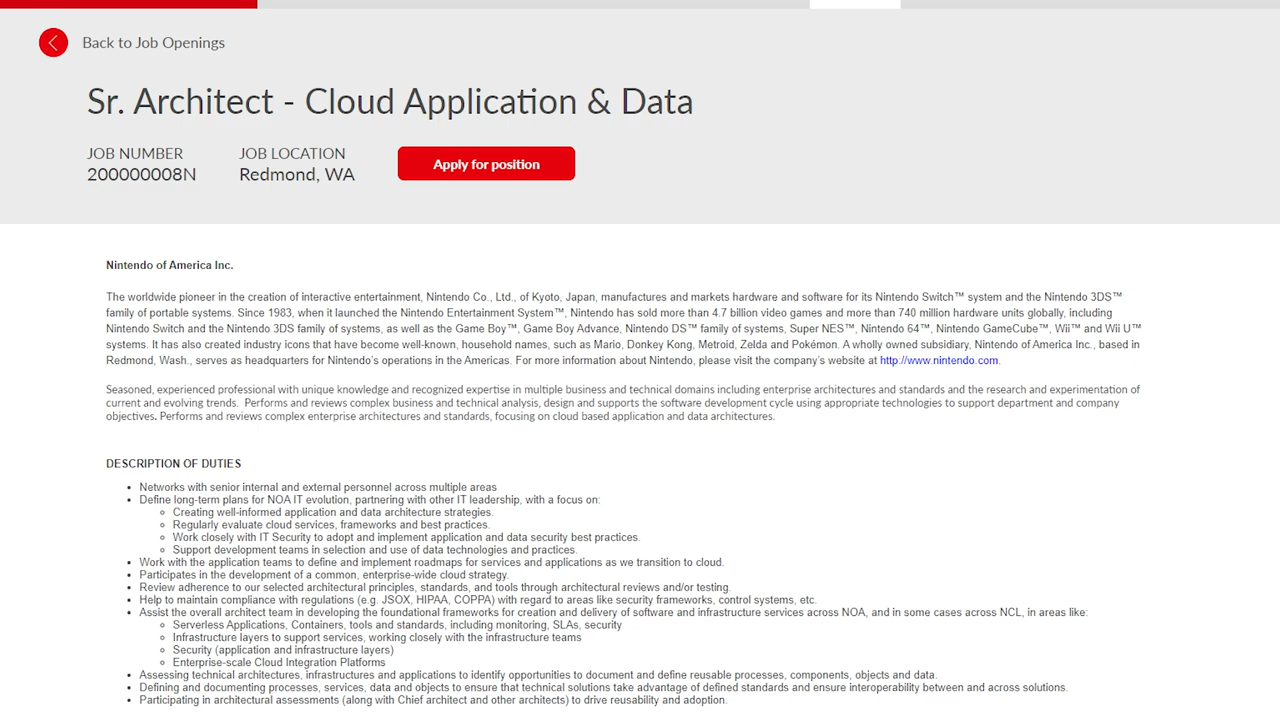 Back to Job Openings
Sr. Architect - Cloud Application & Data
JOB NUMBER
200000008N
JOB LOCATION
Redmond, WA
Apply for position
Nintendo of America Inc.
The worldwide pioneer in the creation of interactive entertainment, Nintendo Co., Ltd., of Kyoto, Japan, manufactures and markets hardware and software for its Nintendo Switch™ system and the Nintendo 3DS™
family of portable systems. Since 1983, when it launched the Nintendo Entertainment System™, Nintendo has sold more than 4.7 billion video games and more than 740 million hardware units globally, including
Nintendo Switch and the Nintendo 3DS family of systems, as well as the Game Boy™, Game Boy Advance, Nintendo DS™ family of systems, Super NES™, Nintendo 64™, Nintendo GameCube™, Wii™ and Wii U™
systems. It has also created industry icons that have become well-known, household names, such as Mario, Donkey Kong, Metroid, Zelda and Pokémon. A wholly owned subsidiary, Nintendo of America Inc., based in
Redmond, Wash., serves as headquarters for Nintendo's operations in the Americas. For more information about Nintendo, please visit the company's website at http://www.nintendo.com.
Seasoned, experienced professional with unique knowledge and recognized expertise in multiple business and technical domains including enterprise architectures and standards and the research and experimentation of
current and evolving trends. Performs and reviews complex business and technical analysis, design and supports the software development cycle using appropriate technologies to support department and company
objectives. Performs and reviews complex enterprise architectures and standards, focusing on cloud based application and data architectures.
DESCRIPTION OF DUTIES
• Networks with senior internal and external personnel across multiple areas
• Define long-term plans for NOA IT evolution, partnering with other IT leadership, with a focus on:
◦ Creating well-informed application and data architecture strategies.
◦ Regularly evaluate cloud services, frameworks and best practices.
◦ Work closely with IT Security to adopt and implement application and data security best practices.
◦ Support development teams in selection and use of data technologies and practices.
• Work with the application teams to define and implement roadmaps for services and applications as we transition to cloud.
• Participates in the development of a common, enterprise-wide cloud strategy.
• Review adherence to our selected architectural principles, standards, and tools through architectural reviews and/or testing.
• Help to maintain compliance with regulations (e.g. JSOX, HIPAA, COPPA) with regard to areas like security frameworks, control systems, etc.
• Assist the overall architect team in developing the foundational frameworks for creation and delivery of software and infrastructure services across NOA, and in some cases across NCL, in areas like:
◦ Serverless Applications, Containers, tools and standards, including monitoring, SLAs, security
◦ Infrastructure layers to support services, working closely with the infrastructure teams
◦ Security (application and infrastructure layers)
◦ Enterprise-scale Cloud Integration Platforms
• Assessing technical architectures, infrastructures and applications to identify opportunities to document and define reusable processes, components, objects and data.
• Defining and documenting processes, services, data and objects to ensure that technical solutions take advantage of defined standards and ensure interoperability between and across solutions.
• Participating in architectural assessments (along with Chief architect and other architects) to drive reusability and adoption.